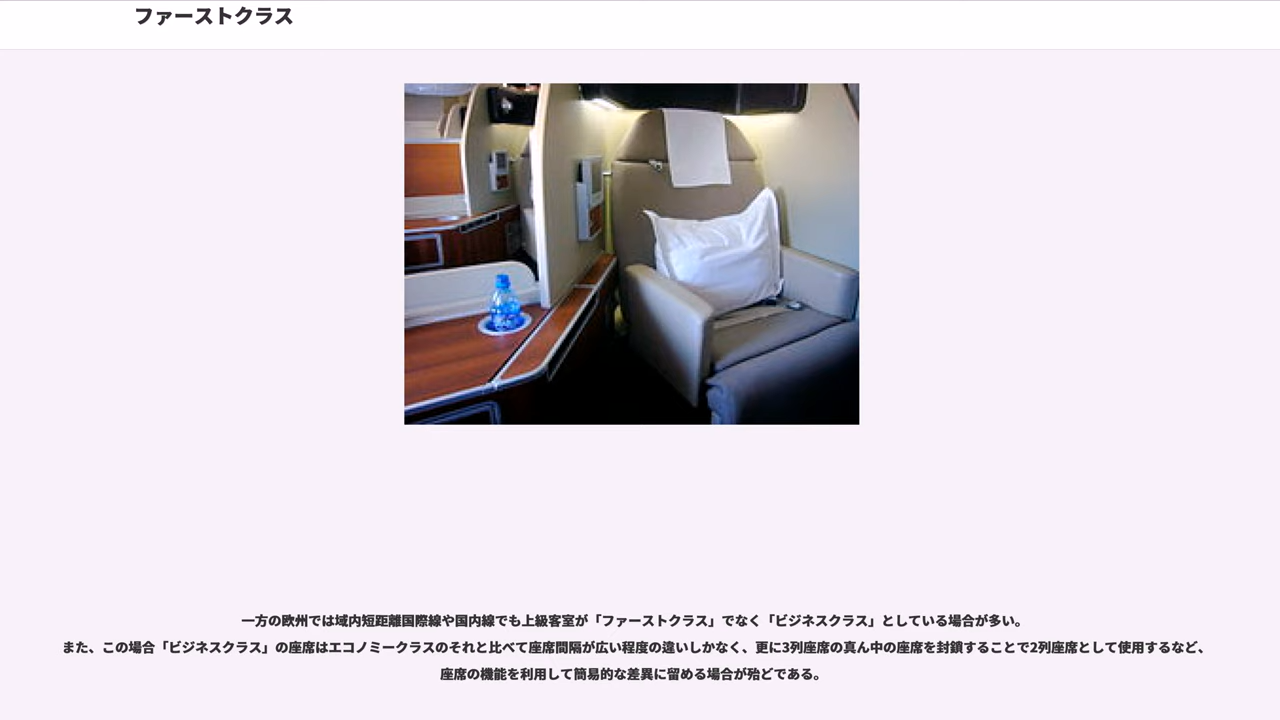 ファーストクラス
一方の欧州では域内短距離国際線や国内線でも上級客室が「ファーストクラス」でなく「ビジネスクラス」としている場合が多い。
また、この場合「ビジネスクラス」の座席はエコノミークラスのそれと比べて座席間隔が広い程度の違いしかなく、更に3列座席の真ん中の座席を封鎖することで2列座席として使用するなど、
座席の機能を利用して簡易的な差異に留める場合が殆どである。